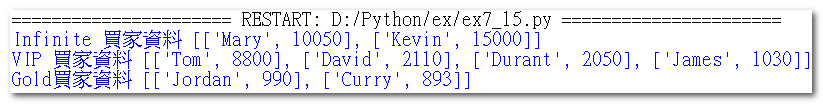 ===================== RESTART: D:/Python/ex/ex7_15.py =====================
Infinite 買家資料 [['Mary', 10050], ['Kevin', 15000]]
VIP 買家資料 [['Tom', 8800], ['David', 2110], ['Durant', 2050], ['James', 1030]]
Gold買家資料 [['Jordan', 990], ['Curry', 893]]